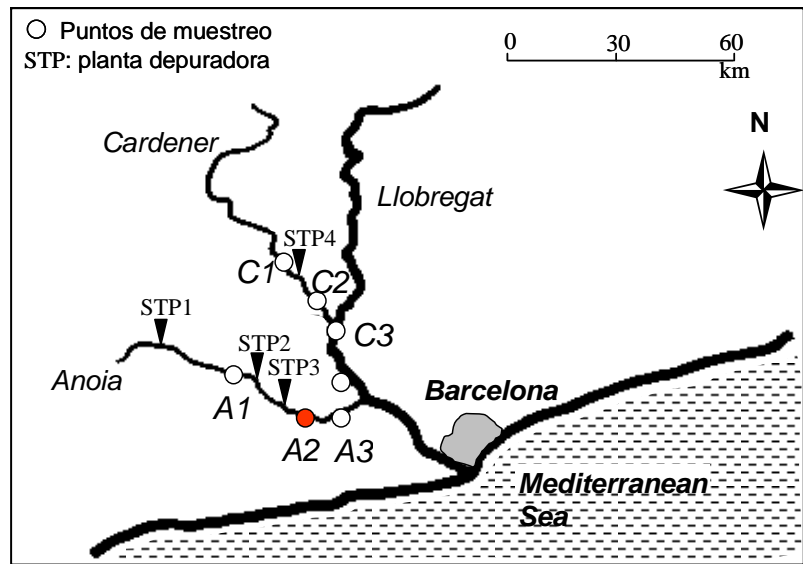 Puntos de muestreo
STP: planta depuradora
0 30 60
km
N
Cardener
Llobregat
STP4
C1
C2
STP1
C3
STP2
STP3
Anoia
A1
Barcelona
A2
A3
Mediterranean
Sea